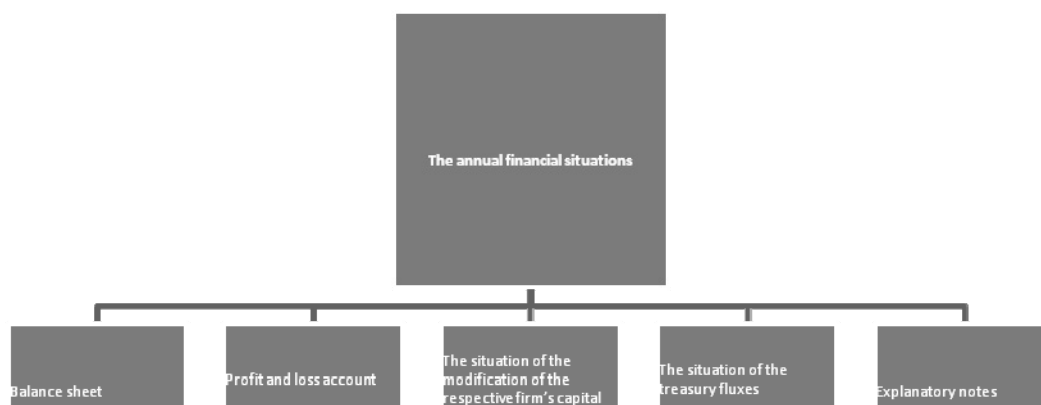 The annual financial situations
Balance sheet
Profit and loss account
The situation of the
modification of the
respective firm's capital
The situation of the
treasury fluxes
Explanatory notes